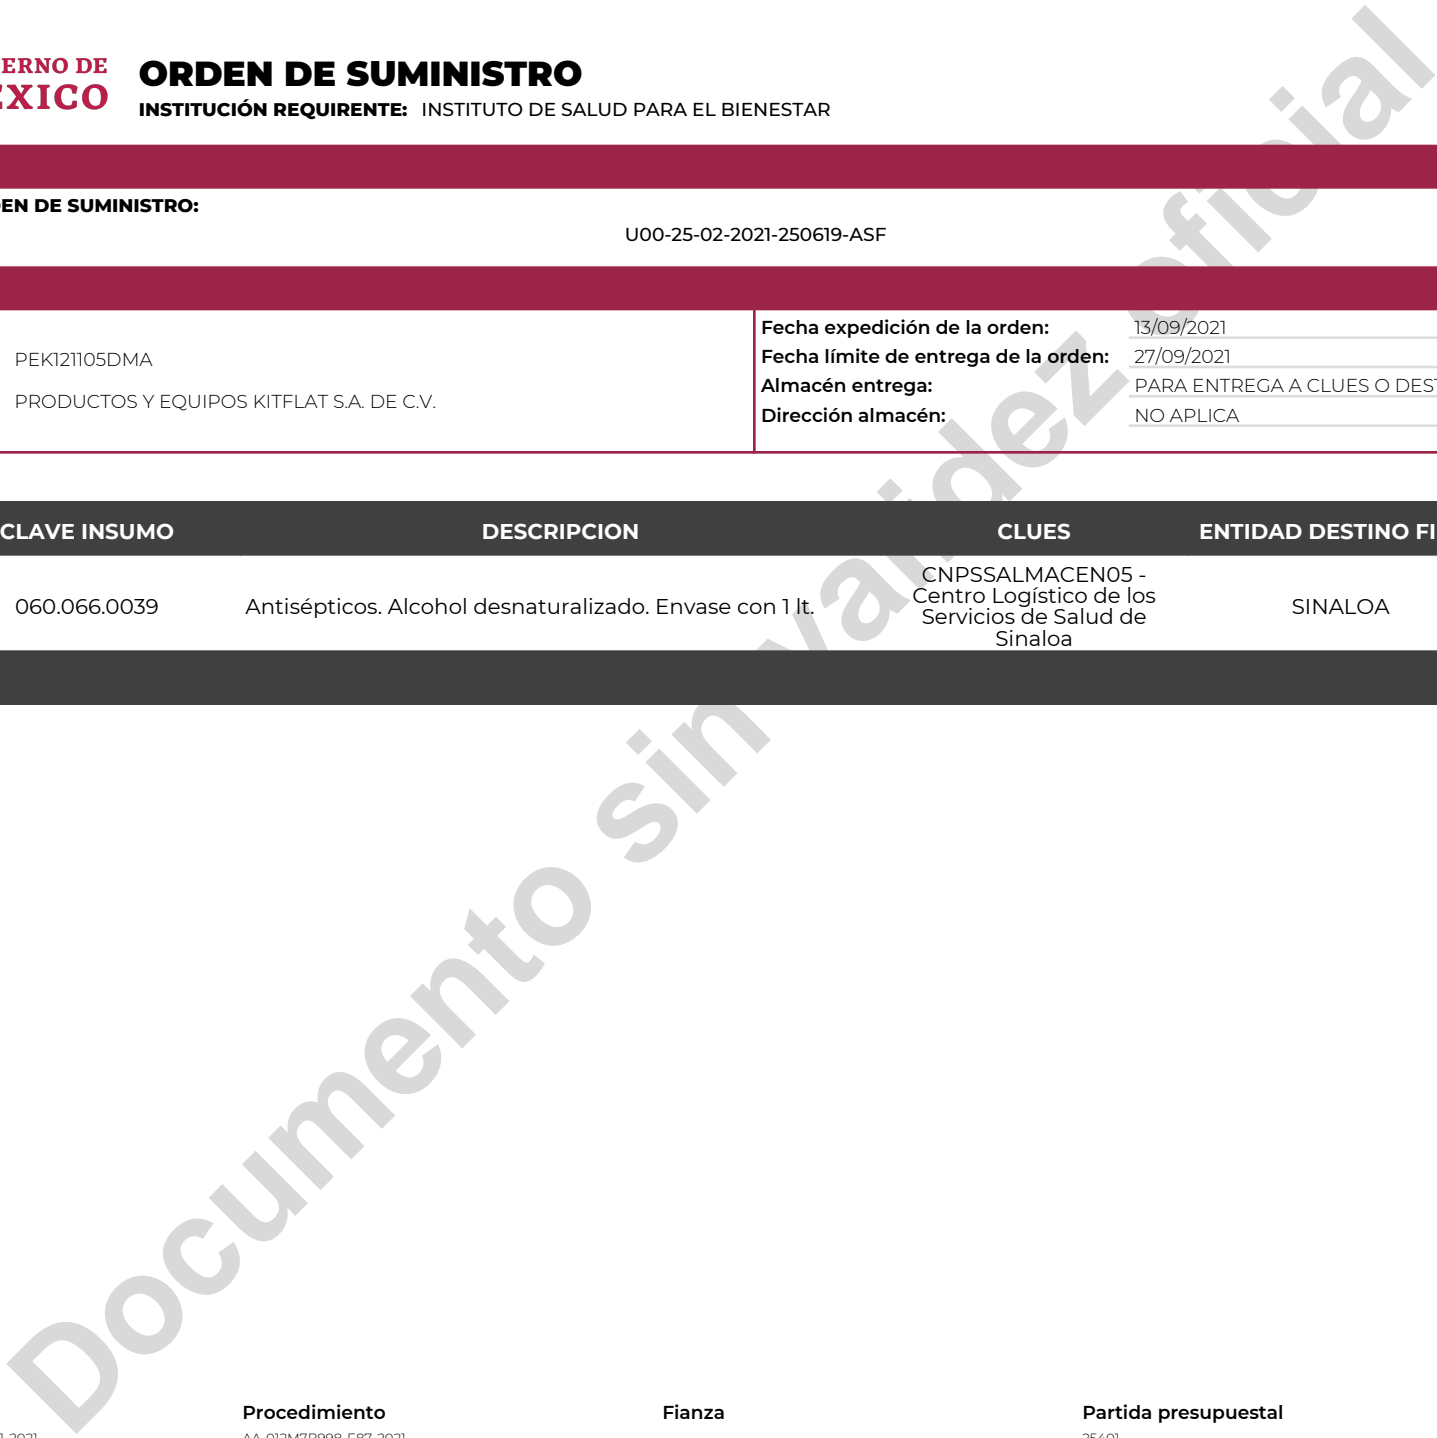 ERNO DE
EXICO
ORDEN DE SUMINISTRO
INSTITUCIÓN REQUIRENTE: INSTITUTO DE SALUD PARA EL BIENESTAR
EN DE SUMINISTRO:
U00-25-02-2021-250619-ASF
PEK121105DMA
PRODUCTOS Y EQUIPOS KITFLAT S.A. DE C.V.
Fecha expedición de la orden: 13/09/2021
Fecha límite de entrega de la orden: 27/09/2021
Almacén entrega: PARA ENTREGA A CLUES O DEST
Dirección almacén: NO APLICA
CLAVE INSUMO DESCRIPCION CLUES ENTIDAD DESTINO FI
060.066.0039 Antisépticos. Alcohol desnaturalizado. Envase con 1 lt.
CNPSSALMACEN05 -
Centro Logístico de los
Servicios de Salud de
Sinaloa
SINALOA
Documento sin validez oficial
Procedimiento Fianza Partida presupuestal